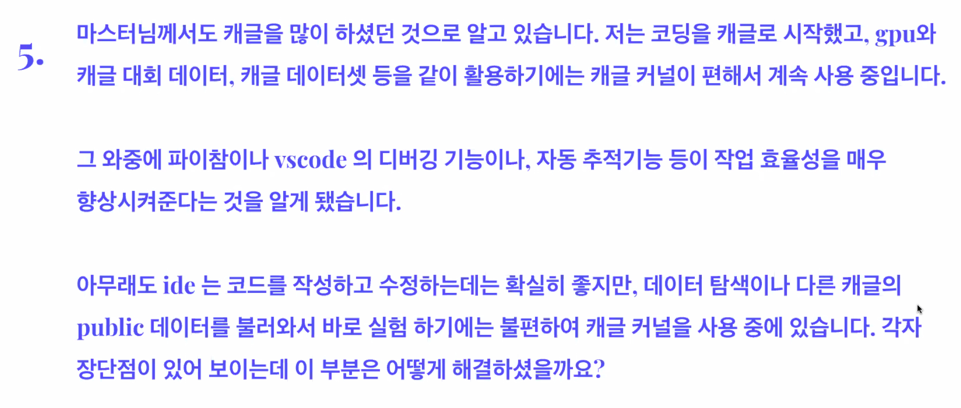 5. 마스터님께서도 캐글을 많이 하셨던 것으로 알고 있습니다. 저는 코딩을 캐글로 시작했고, gpu와
캐글 대회 데이터, 캐글 데이터셋 등을 같이 활용하기에는 캐글 커널이 편해서 계속 사용 중입니다.
그 와중에 파이참이나 vscode 의 디버깅 기능이나, 자동 추적기능 등이 작업 효율성을 매우
향상시켜준다는 것을 알게 됐습니다.
아무래도 ide 는 코드를 작성하고 수정하는데는 확실히 좋지만, 데이터 탐색이나 다른 캐글의
public 데이터를 불러와서 바로 실험 하기에는 불편하여 캐글 커널을 사용 중에 있습니다. 각자
장단점이 있어 보이는데 이 부분은 어떻게 해결하셨을까요?